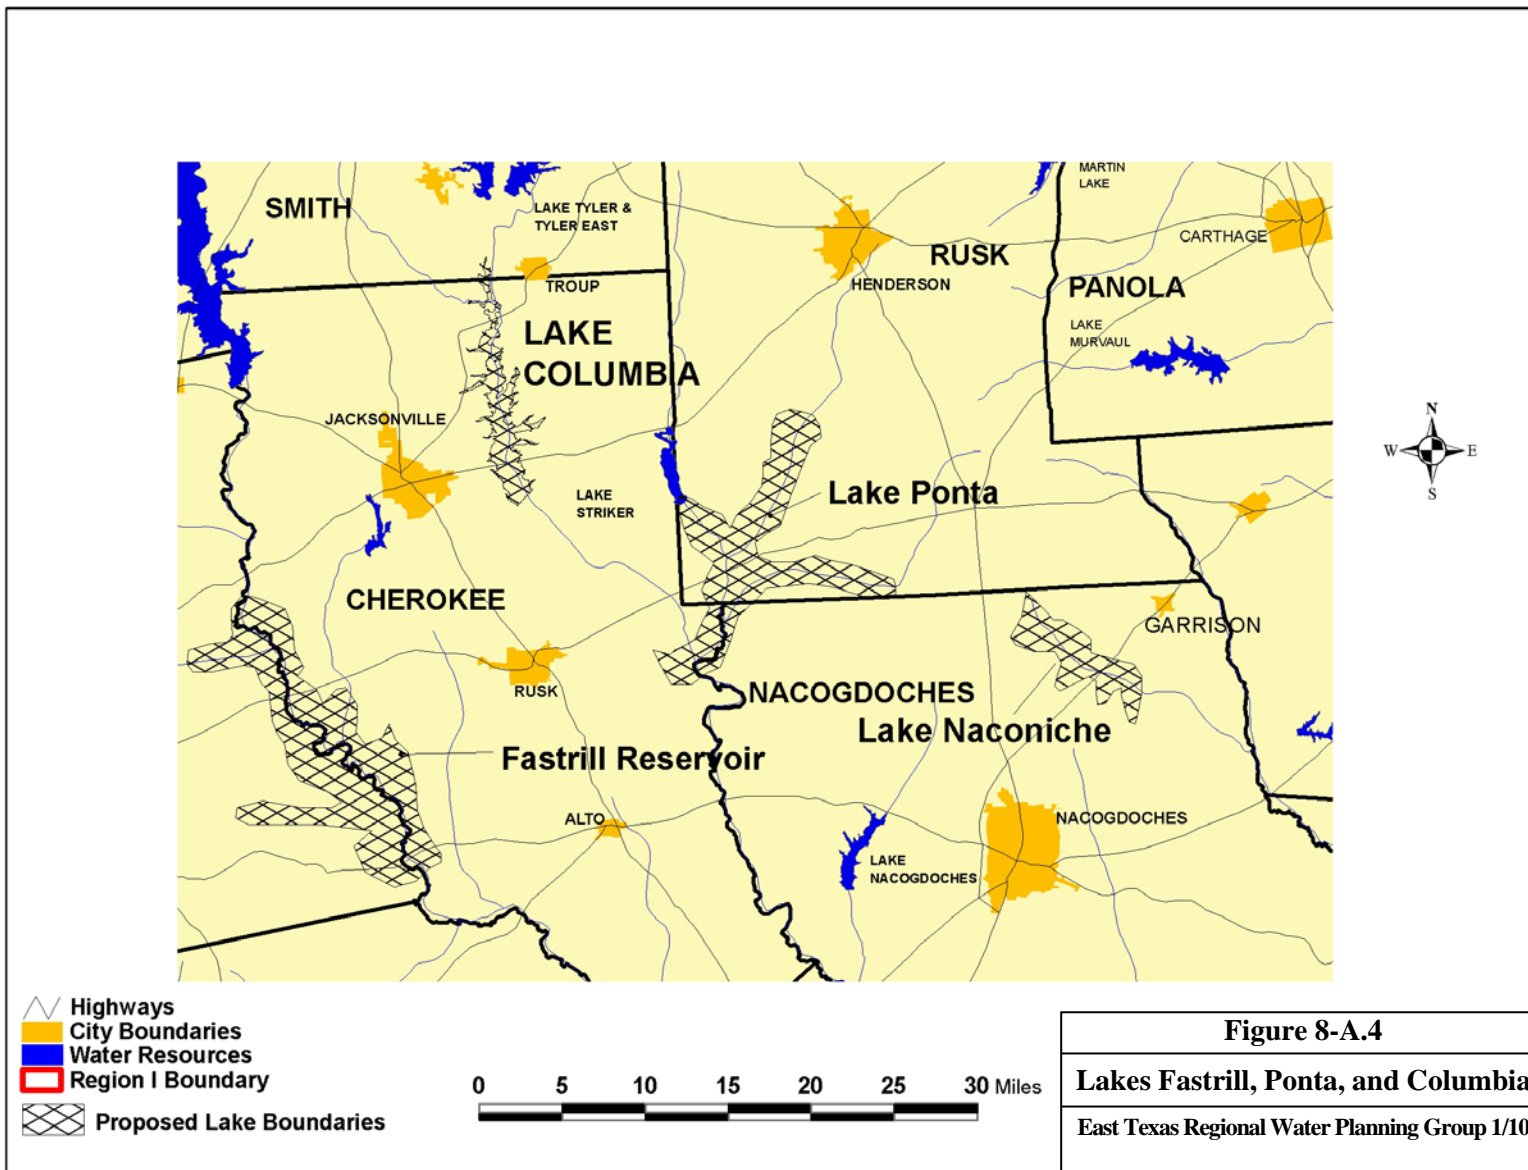 MARTIN
LAKE
SMITH
LAKE TYLER &
TYLER EAST
CARTHAGE
RUSK
HENDERSON
PANOLA
TROUP
LAKE
COLUMBIA
LAKE
MURVAUL
JACKSONVILLE
N
W
E
S
LAKE
STRIKER
Lake Ponta
CHEROKEE
GARRISON
RUSK
NACOGDOCHES
Lake Naconiche
Fastrill Reservoir
ALTO
NACOGDOCHES
LAKE
NACOGDOCHES
Highways
City Boundaries
Water Resources
Region I Boundary
Proposed Lake Boundaries
0 5 10 15 20 25 30 Miles
Figure 8-A.4
Lakes Fastrill, Ponta, and Columbia
East Texas Regional Water Planning Group 1/10